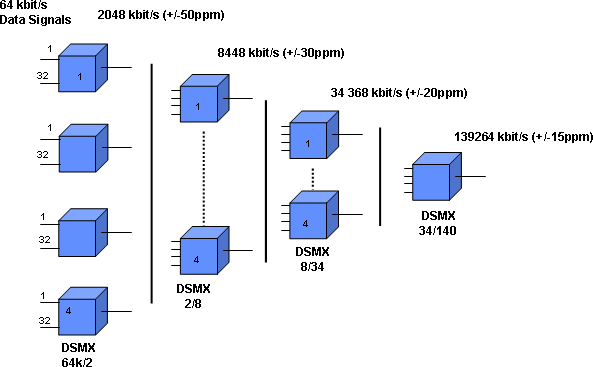 64 kbit/s
Data Signals
2048 kbit/s (+/-50ppm)
8448 kbit/s (+/-30ppm)
34 368 kbit/s (+/-20ppm)
139264 kbit/s (+/-15ppm)
1
32
1
1
32
1
32
1
32
4
DSMX
64k/2
1
4
DSMX
2/8
1
4
DSMX
8/34
DSMX
34/140